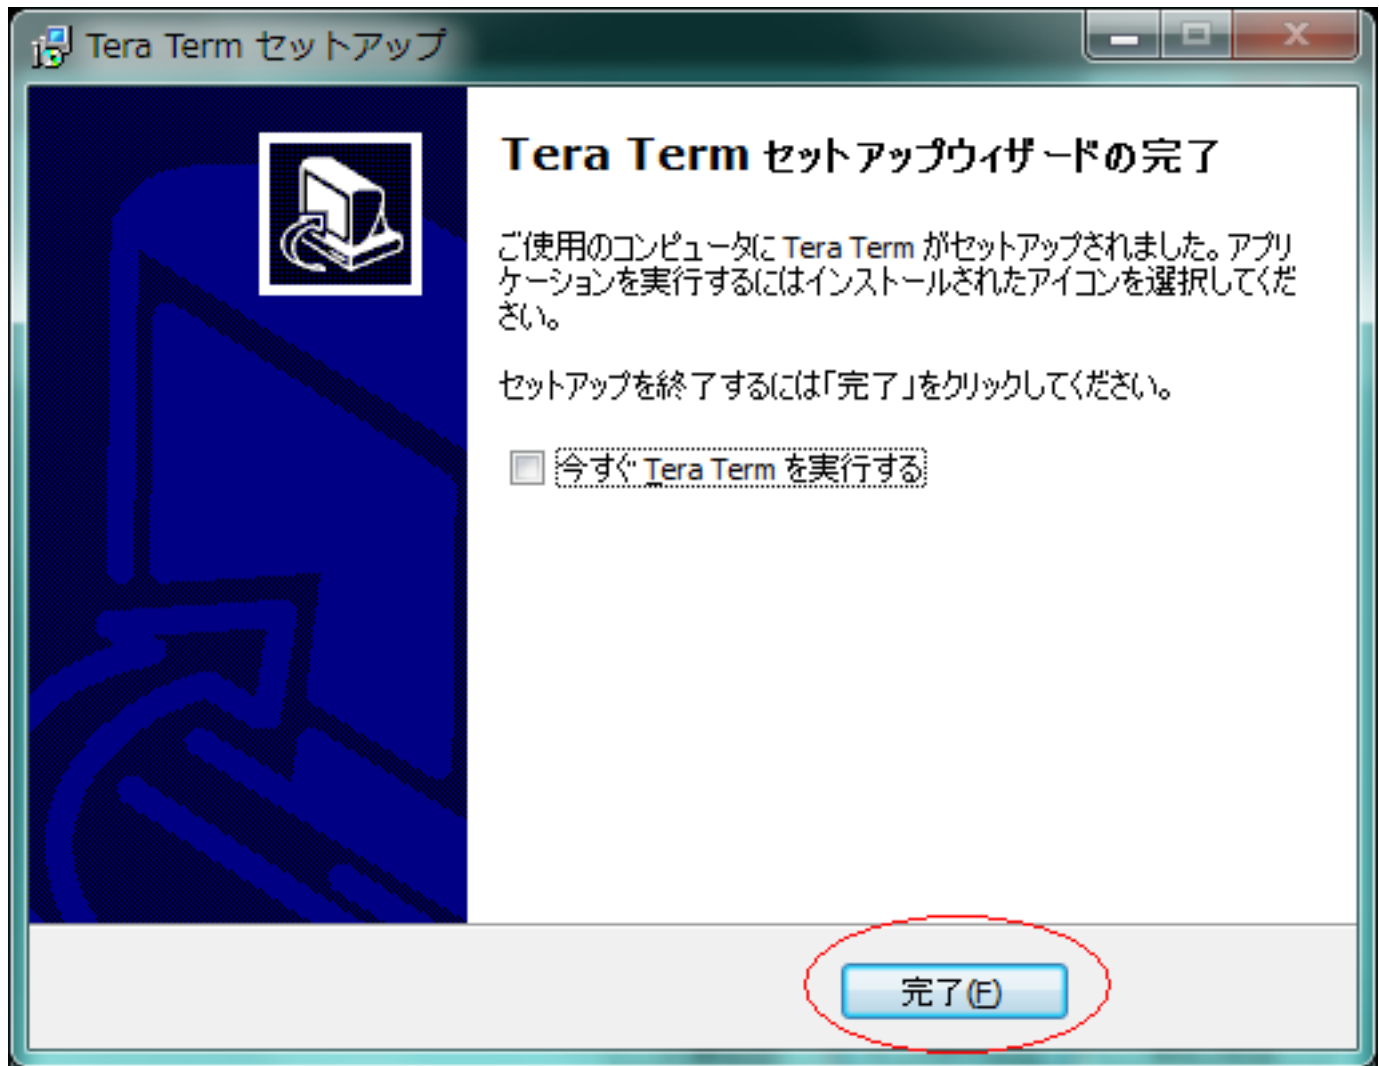 Tera Term セットアップ
Tera Term セットアップウィザードの完了
ご使用のコンピュータに Tera Term がセットアップされました。アプリ
ケーションを実行するにはインストールされたアイコンを選択してくだ
さい。
セットアップを終了するには「完了」をクリックしてください。
今すぐ Tera Term を実行する
完了(F)